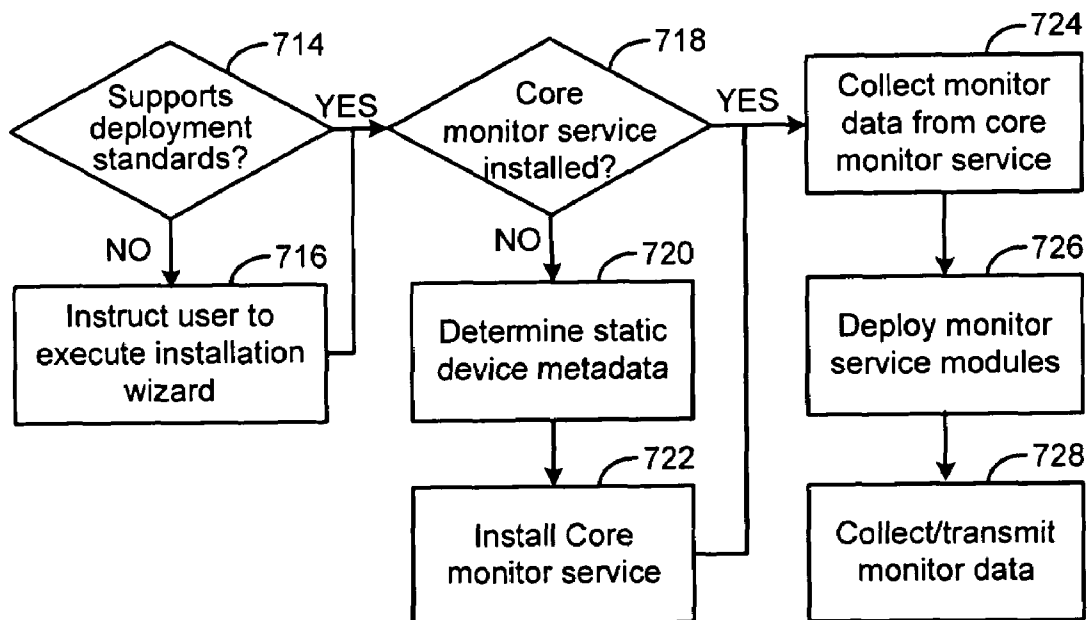 714
Supports
deployment
standards?
YES
NO
716
Instruct user to
execute installation
wizard
718
Core
monitor service
installed?
YES
NO
720
Determine static
device metadata
722
Install Core
monitor service
724
Collect monitor
data from core
monitor service
726
Deploy monitor
service modules
728
Collect/transmit
monitor data